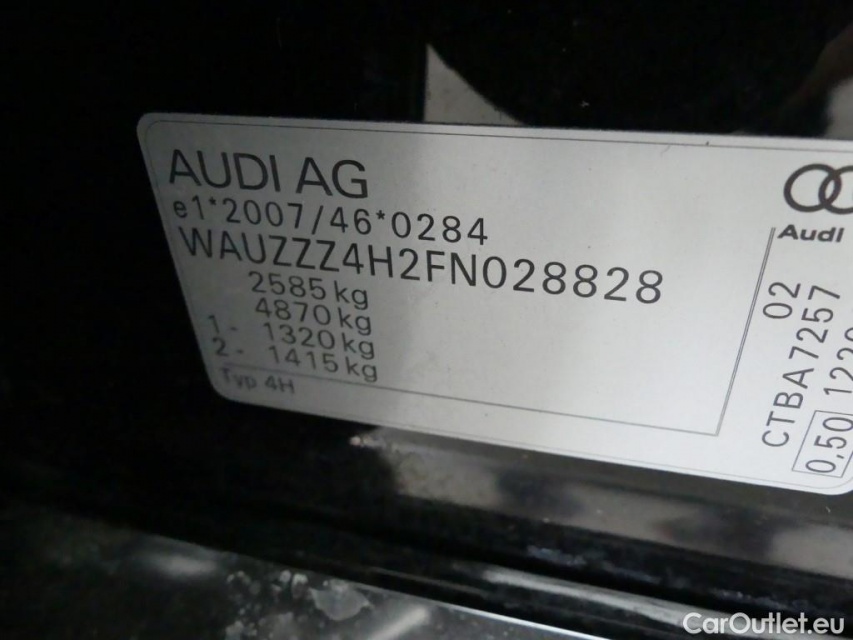 AUDI AG
e1*2007/46*0284
WAUZZZ4H2FN028828
2585 kg
4870 kg
1 - 1320 kg
2 - 1415 kg
Typ 4H
Audi
02
CTBA7257
0,50
CarOutlet.eu